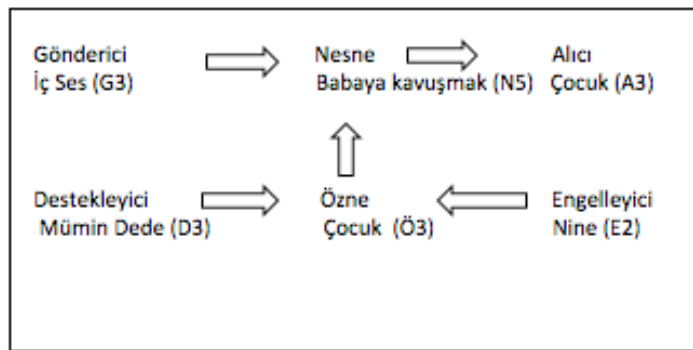 Gönderici
İç Ses (G3)
Nesne
Babaya kavuşmak (N5)
Alıcı
Çocuk (A3)
Destekleyici
Mümin Dede (D3)
Özne
Çocuk (Ö3)
Engelleyici
Nine (E2)